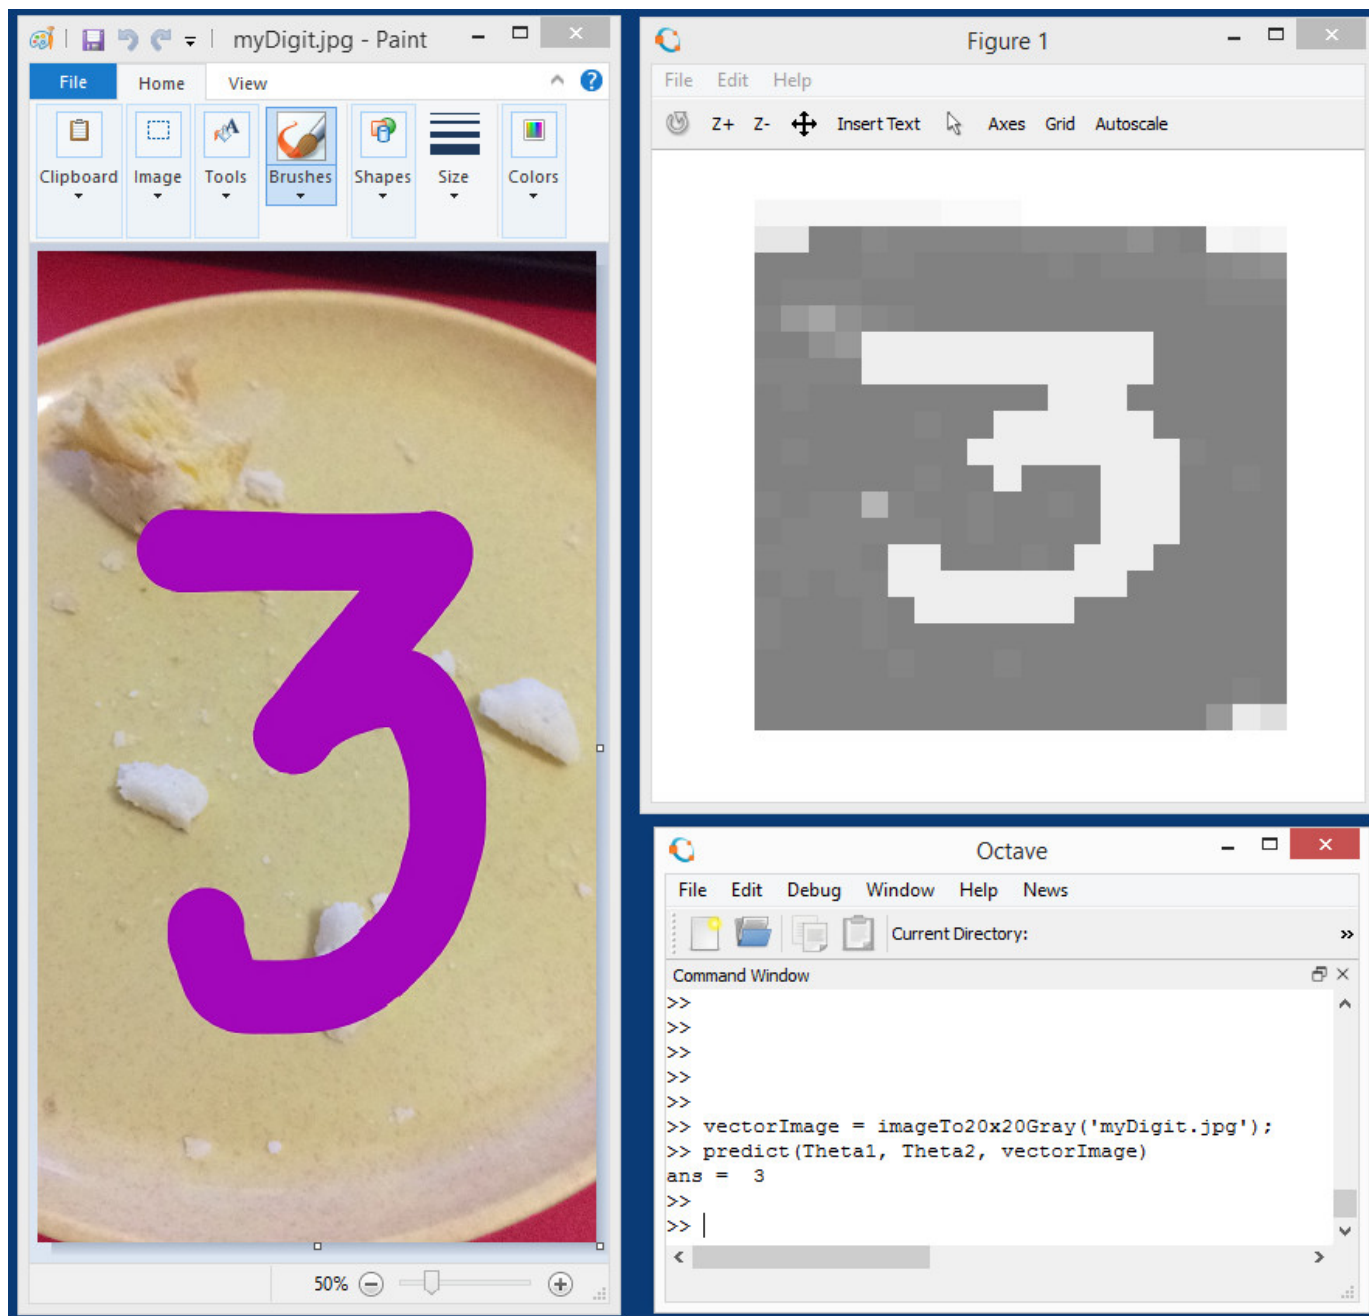 myDigit.jpg - Paint
File Home View
Clipboard Image Tools Brushes Shapes Size Colors
3
50%
Figure 1
File Edit Help
Z+ Z- Insert Text Axes Grid Autoscale
3
Octave
File Edit Debug Window Help News
Current Directory: »
Command Window
>>
>>
>>
>>
>>
>> vectorImage = imageTo20x20Gray('myDigit.jpg');
>> predict(Theta1, Theta2, vectorImage)
ans = 3
>>
>>